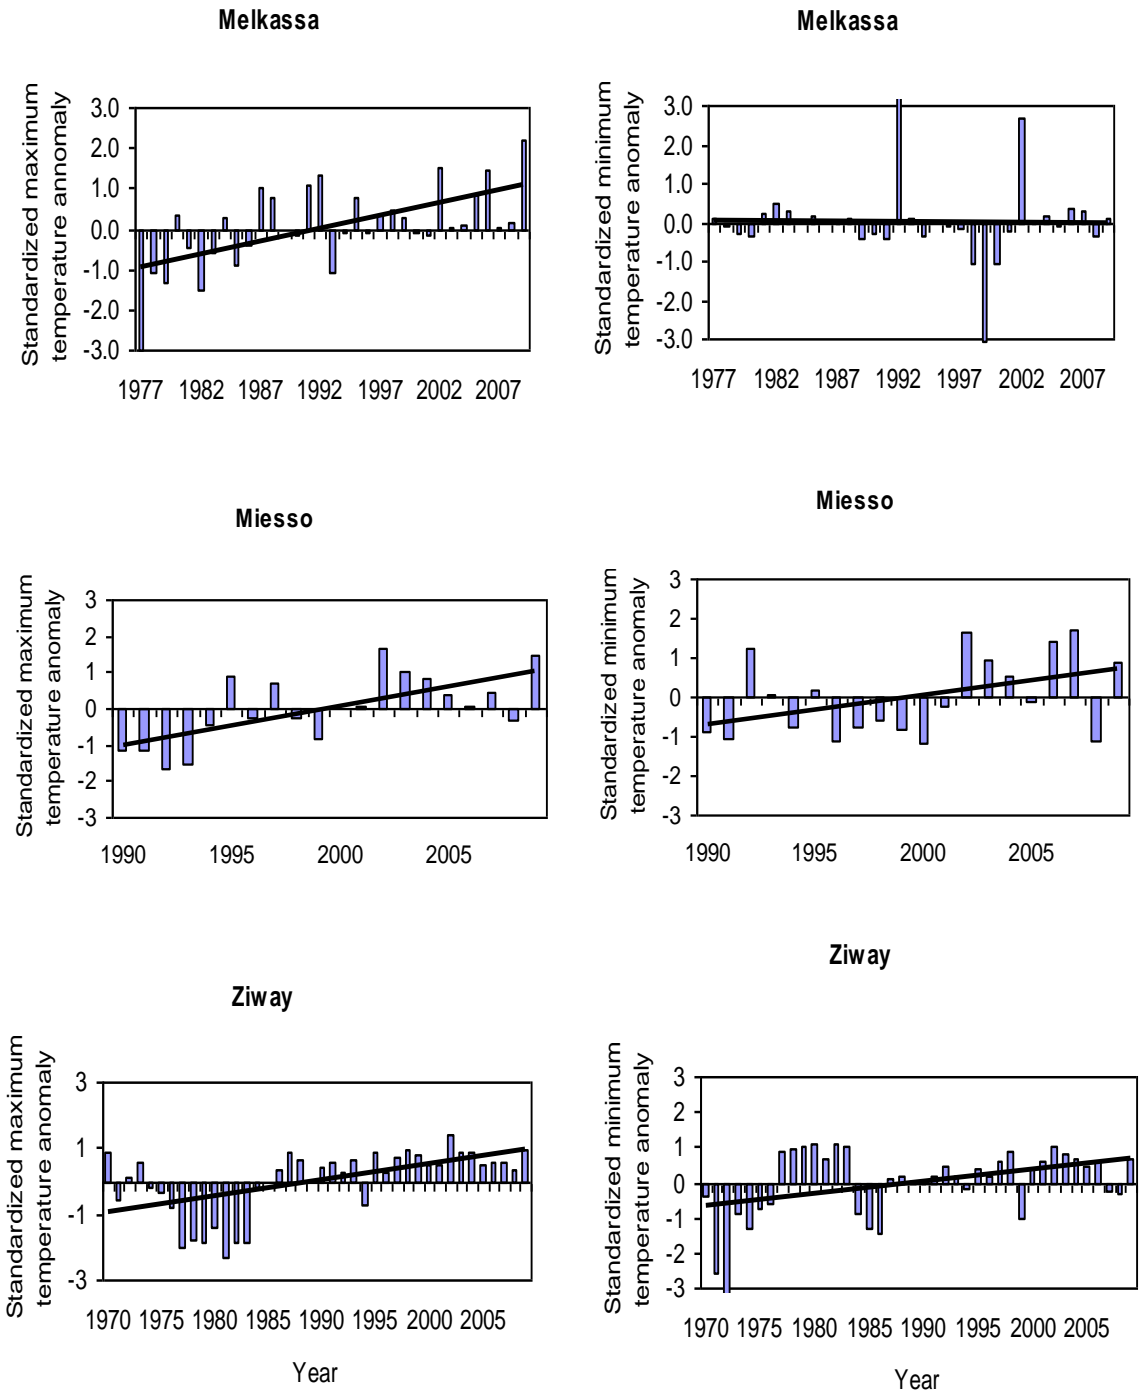 Melkassa
Standardized maximum
temperature annomaly
3.0
2.0
1.0
0.0
-1.0
-2.0
-3.0
1977 1982 1987 1992 1997 2002 2007
Melkassa
Standardized minimum
temperature anomaly
3.0
2.0
1.0
0.0
-1.0
-2.0
-3.0
1977 1982 1987 1992 1997 2002 2007
Miesso
Standardized maximum
temperature anomaly
3
2
1
0
-1
-2
-3
1990 1995 2000 2005
Miesso
Standardized minimum
temperature anomaly
3
2
1
0
-1
-2
-3
1990 1995 2000 2005
Ziway
Standardized maximum
temperature anomaly
3
1
-1
-3
1970 1975 1980 1985 1990 1995 2000 2005
Year
Ziway
Standardized minimum
temperature anomaly
3
2
1
0
-1
-2
-3
1970 1975 1980 1985 1990 1995 2000 2005
Year